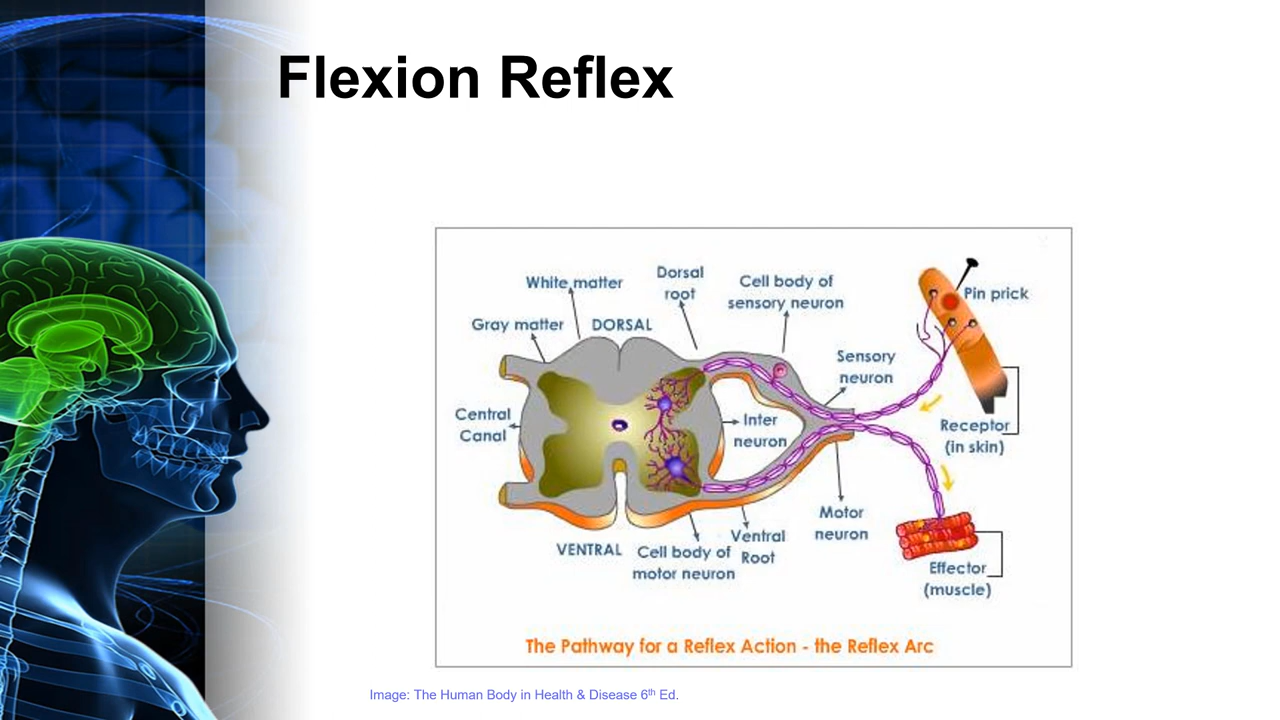 Flexion Reflex
White matter
Dorsal
root
Cell body of
sensory neuron
Pin prick
Gray matter
DORSAL
Sensory
neuron
Central
Canal
Inter
neuron
Receptor
(in skin)
Motor
neuron
VENTRAL
Cell body of
motor neuron
Ventral
Root
Effector
(muscle)
The Pathway for a Reflex Action - the Reflex Arc
Image: The Human Body in Health & Disease 6th Ed.